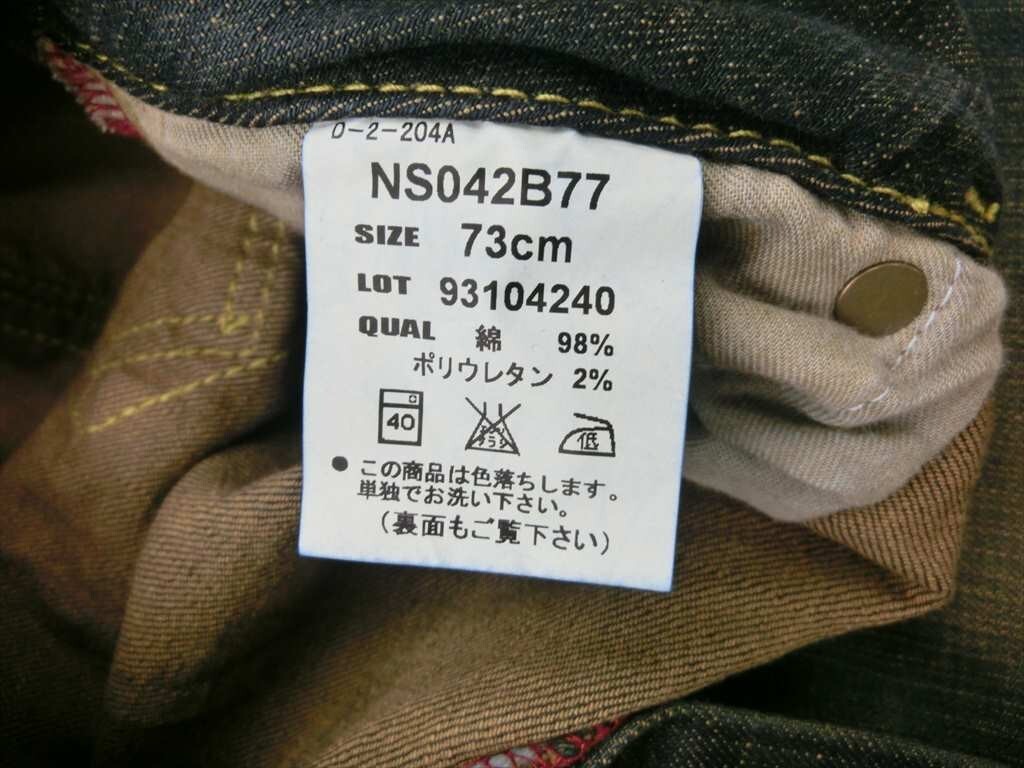 0-2-204A
NS042B77
SIZE 73cm
LOT 93104240
QUAL 綿 98%
ポリウレタン 2%
40 低
● この商品は色落ちします。
単独でお洗い下さい。
(裏面もご覧下さい)